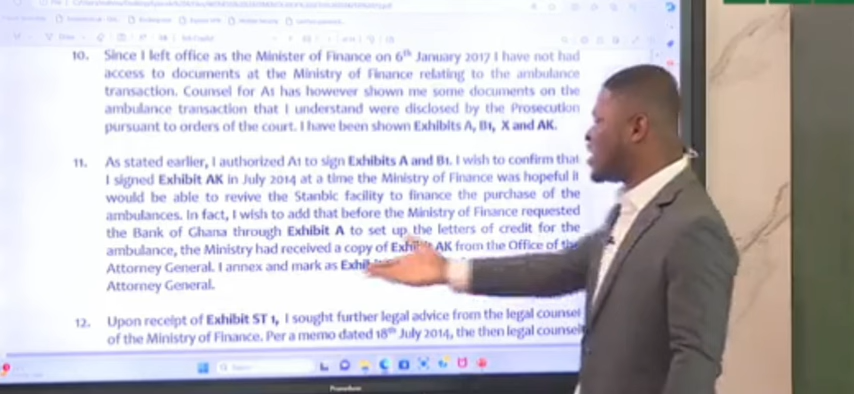 10. Since I left office as the Minister of Finance on 6th January 2017 I have not had
access to documents at the Ministry of Finance relating to the ambulance
transaction. Counsel for A1 has however shown me some documents on the
ambulance transaction that I understand were disclosed by the Prosecution
pursuant to orders of the court. I have been shown Exhibits A, B1, X and AK.
11. As stated earlier, I authorized A1 to sign Exhibits A and B1. I wish to confirm that
I signed Exhibit AK in July 2014 at a time the Ministry of Finance was hopeful it
would be able to revive the Stanbic facility to finance the purchase of the
ambulances. In fact, I wish to add that before the Ministry of Finance requested
the Bank of Ghana through Exhibit A to set up the letters of credit for the
ambulance, the Ministry had received a copy of Exhibit AK from the Office of the
Attorney General. I annex and mark as
Attorney General.
12. Upon receipt of Exhibit ST 1, I sought further legal advice from the legal counsel
of the Ministry of Finance. Per a memo dated 18th July 2014, the then legal counsel
Search
Promethean